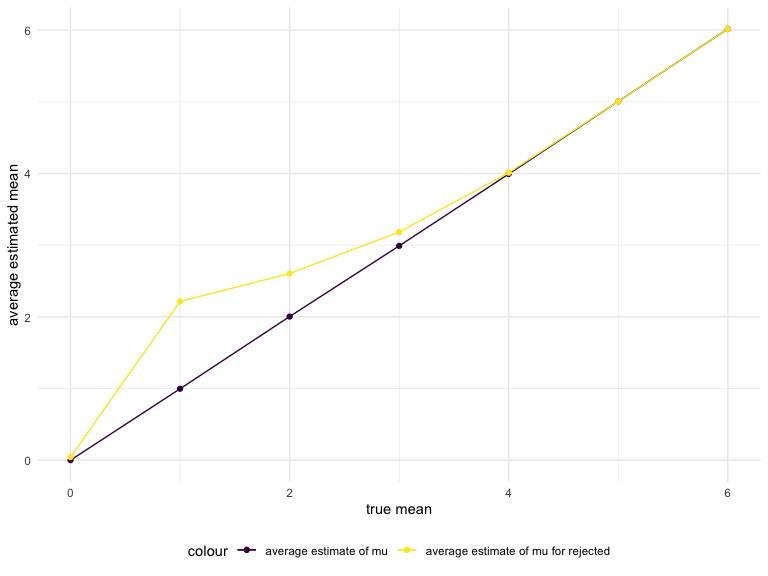 average estimated mean
6
4
2
0
0 2 4 6
true mean
colour average estimate of mu average estimate of mu for rejected